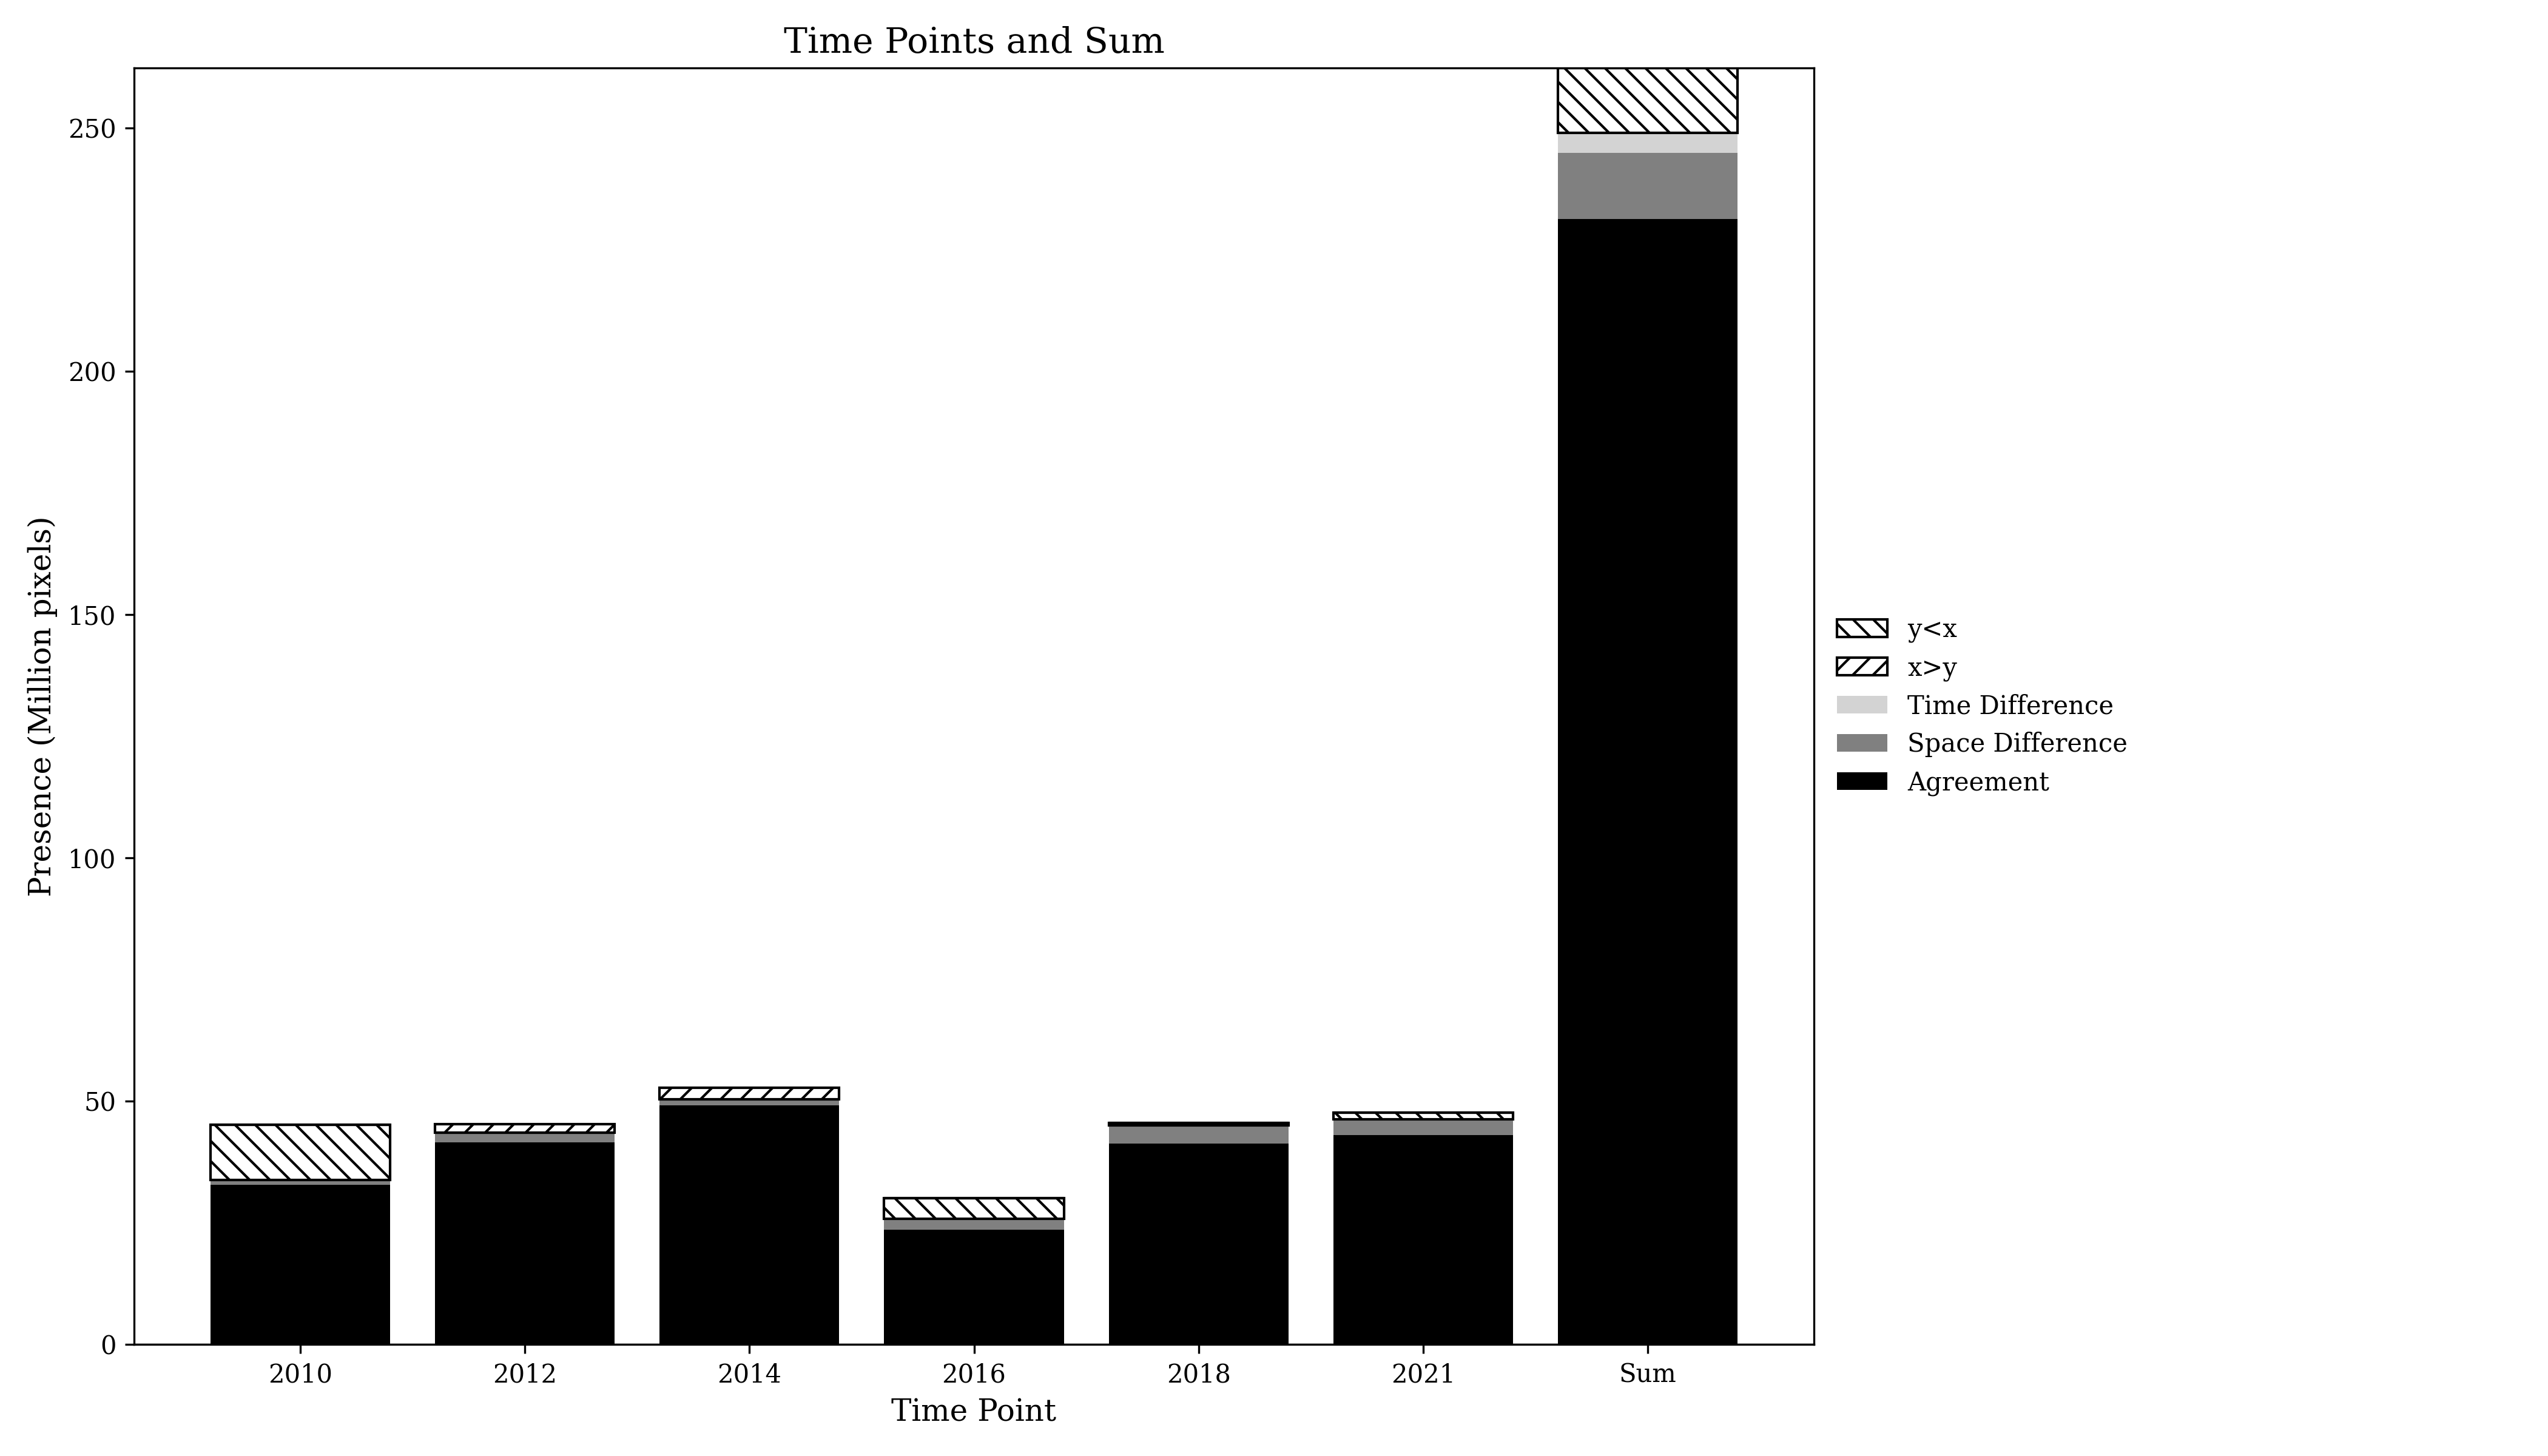 Time Points and Sum
Presence (Million pixels)
250
200
150
100
50
0
2010 2012 2014 2016 2018 2021 Sum
Time Point
y<x
x>y
Time Difference
Space Difference
Agreement